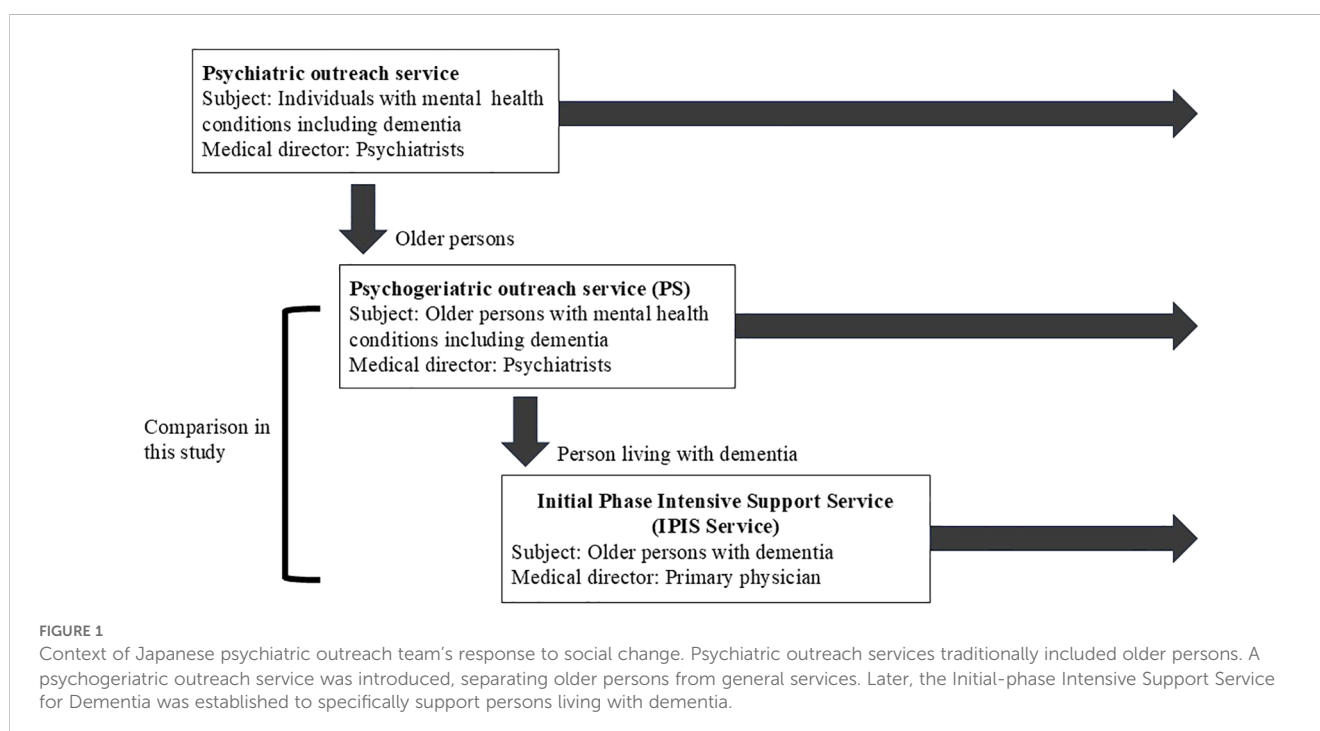 Psychiatric outreach service
Subject: Individuals with mental health
conditions including dementia
Medical director: Psychiatrists
Older persons
Psychogeriatric outreach service (PS)
Subject: Older persons with mental health
conditions including dementia
Medical director: Psychiatrists
Comparison in
this study
Person living with dementia
Initial Phase Intensive Support Service
(IPIS Service)
Subject: Older persons with dementia
Medical director: Primary physician
FIGURE 1
Context of Japanese psychiatric outreach team’s response to social change. Psychiatric outreach services traditionally included older persons. A
psychogeriatric outreach service was introduced, separating older persons from general services. Later, the Initial-phase Intensive Support Service
for Dementia was established to specifically support persons living with dementia.